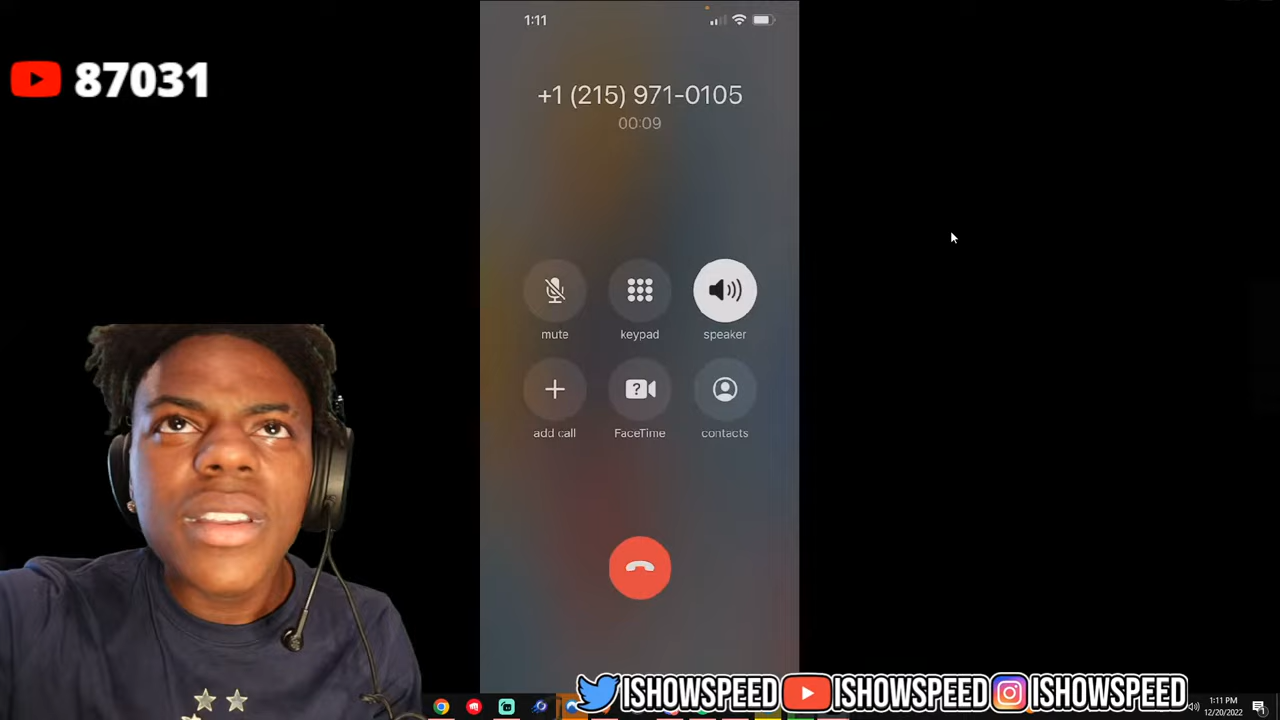 1:11
87031
+1 (215) 971-0105
00:09
mute
keypad
speaker
?
add call
FaceTime
contacts
ISHOWSPEED
ISHOWSPEED
ISHOWSPEED
1:11 PM
12/20/2022